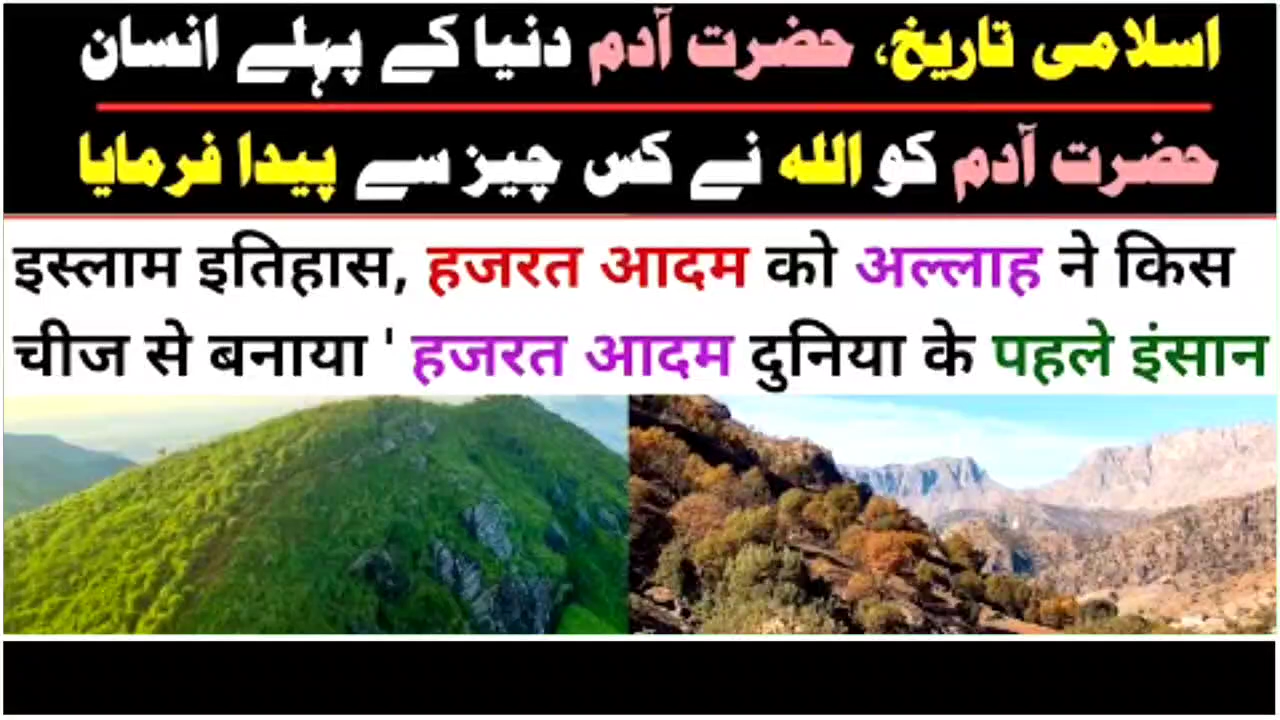 اسلامی تاریخ، حضرت آدم دنیا کے پہلے انسان
حضرت آدم کو الله نے کس چیز سے پیدا فرمایا
इस्लाम इतिहास, हजरत आदम को अल्लाह ने किस
चीज से बनाया ' हजरत आदम दुनिया के पहले इंसान